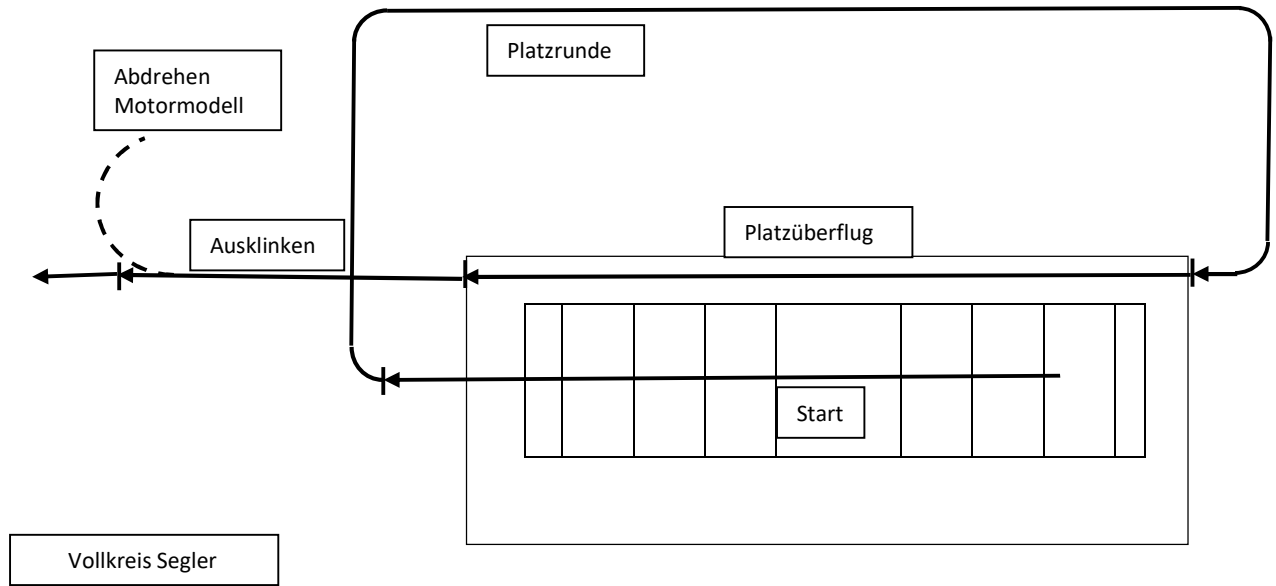 Platzrunde
Abdrehen
Motormodell
Ausklinken
Platzüberflug
Start
Vollkreis Segler